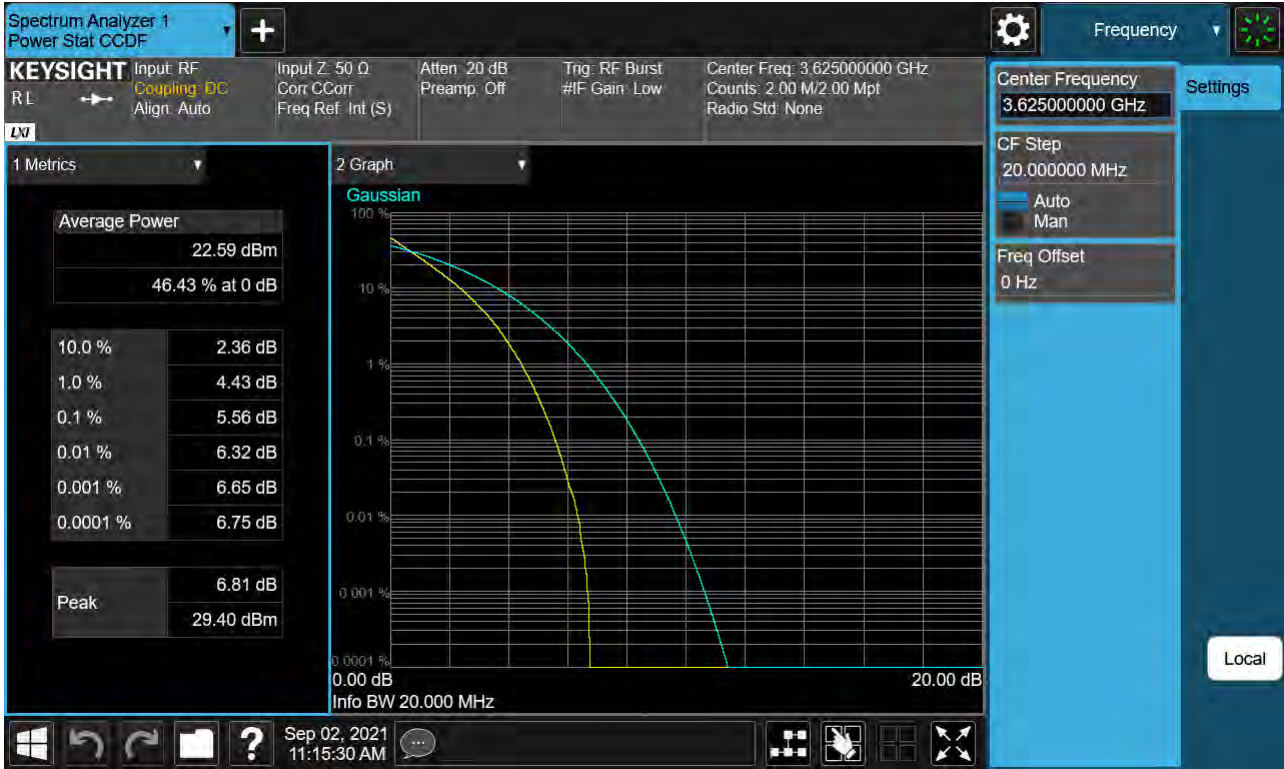 Spectrum Analyzer 1
Power Stat CCDF
Frequency
KEYSIGHT
R L
LXI
Input: RF
Coupling: DC
Align: Auto
Input Z: 50 Ω
Corr CCorr
Freq Ref: Int (S)
Atten: 20 dB
Preamp: Off
Trig: RF Burst
#IF Gain: Low
Center Freq: 3.625000000 GHz
Counts: 2.00 M/2.00 Mpt
Radio Std: None
Center Frequency
3.625000000 GHz
Settings
CF Step
20.000000 MHz
Auto
Man
Freq Offset
0 Hz
Local
1 Metrics
Average Power
22.59 dBm
46.43 % at 0 dB
10.0 % 2.36 dB
1.0 % 4.43 dB
0.1 % 5.56 dB
0.01 % 6.32 dB
0.001 % 6.65 dB
0.0001 % 6.75 dB
Peak
6.81 dB
29.40 dBm
2 Graph
Gaussian
100 %
10 %
1 %
0.1 %
0.01 %
0.001 %
0.0001 %
0.00 dB 20.00 dB
Info BW 20.000 MHz
?
Sep 02, 2021
11:15:30 AM